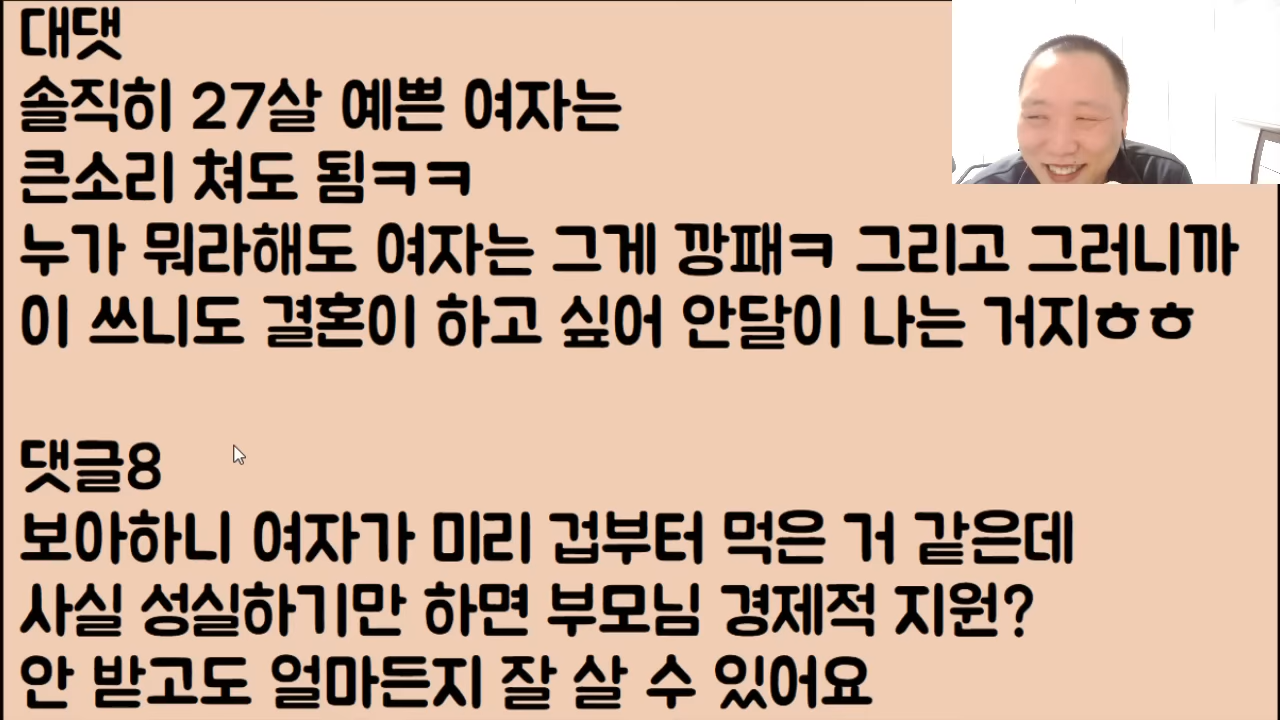 대댓
솔직히 27살 예쁜 여자는
큰소리 쳐도 됨ㅋㅋ
누가 뭐라해도 여자는 그게 깡패ㅋ 그리고 그러니까
이 쓰니도 결혼이 하고 싶어 안달이 나는 거지ㅎㅎ
댓글8
보아하니 여자가 미리 겁부터 먹은 거 같은데
사실 성실하기만 하면 부모님 경제적 지원?
안 받고도 얼마든지 잘 살 수 있어요